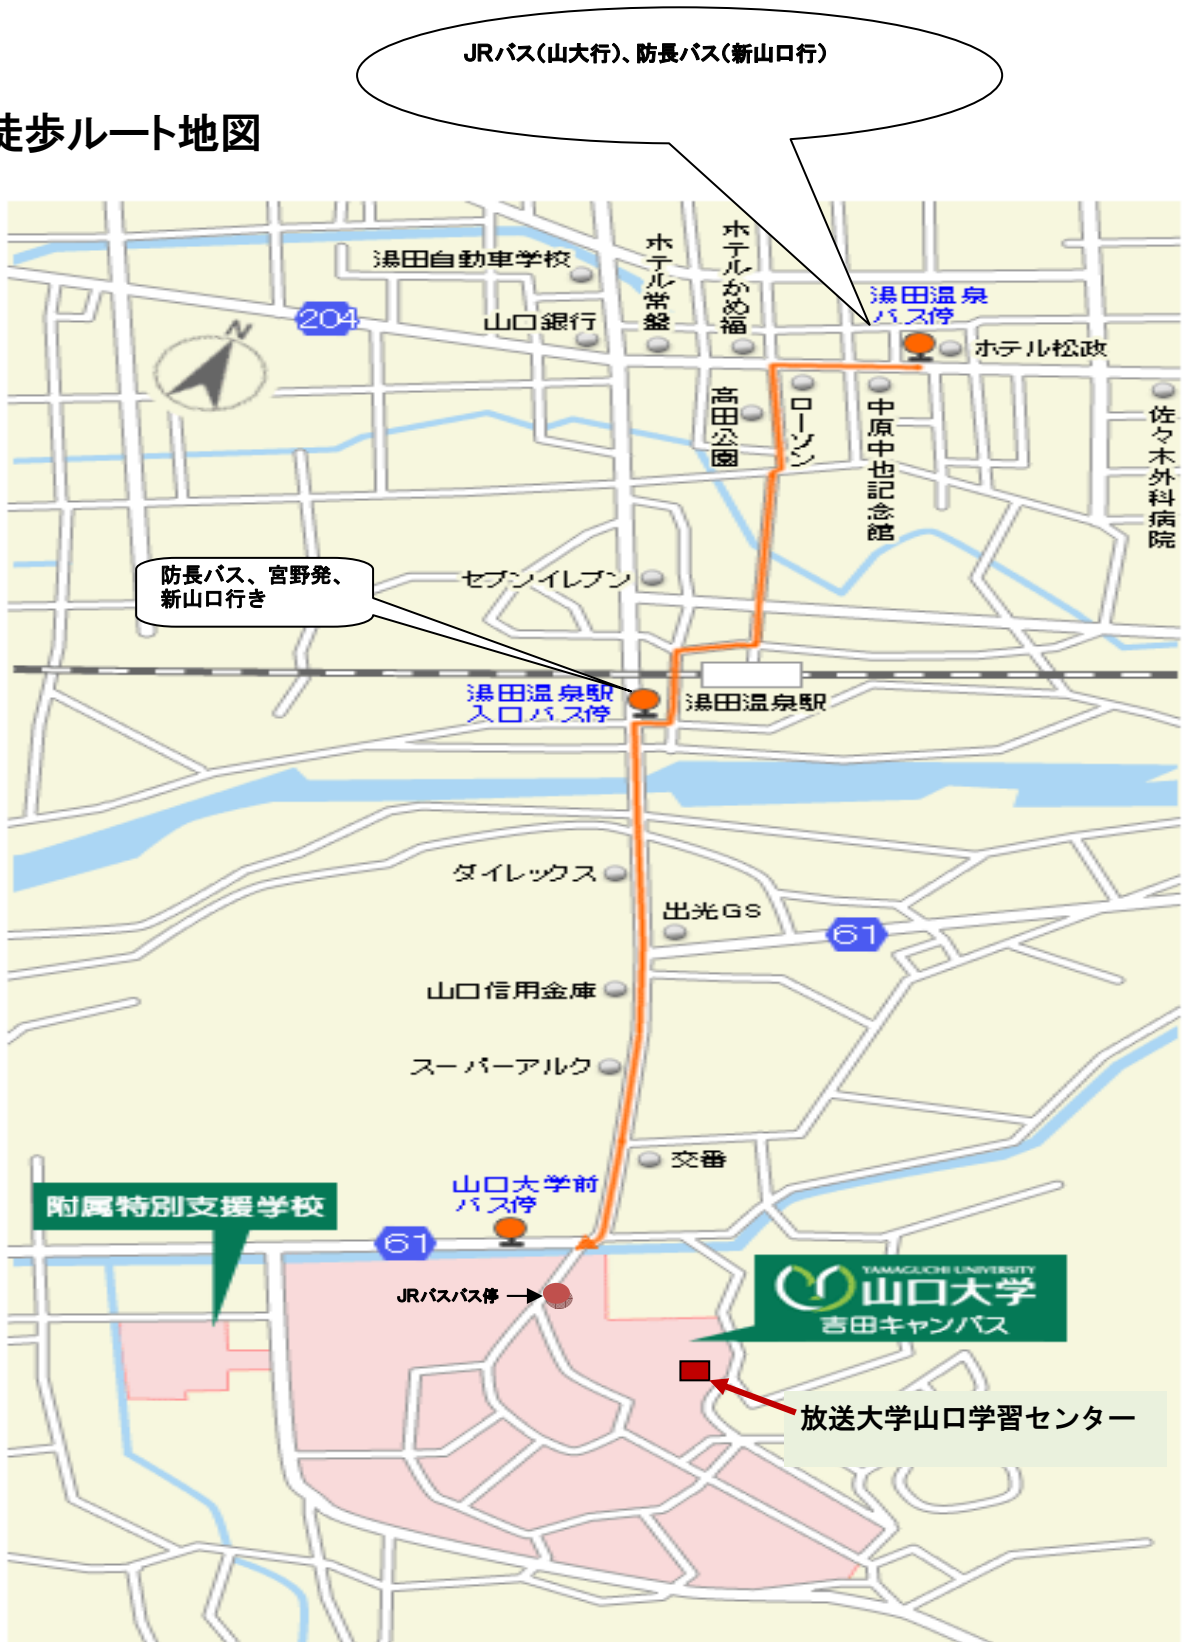 JRバス(山大行)、防長バス(新山口行)
徒歩ルート地図
湯田自動車学校
ホテル常盤
ホテルかめ福
湯田温泉
バス停
204
山口銀行
ホテル松政
N
高田公園
ローソン
中原中也記念館
佐々木外科病院
防長バス、宮野発、
新山口行き
セブンイレブン
湯田温泉駅
入口バス停
湯田温泉駅
ダイレックス
出光GS
61
山口信用金庫
スーパーアルク
交番
山口大学前
バス停
附属特別支援学校
61
JRバスバス停
YAMAGUCHI UNIVERSITY
山口大学
吉田キャンパス
放送大学山口学習センター